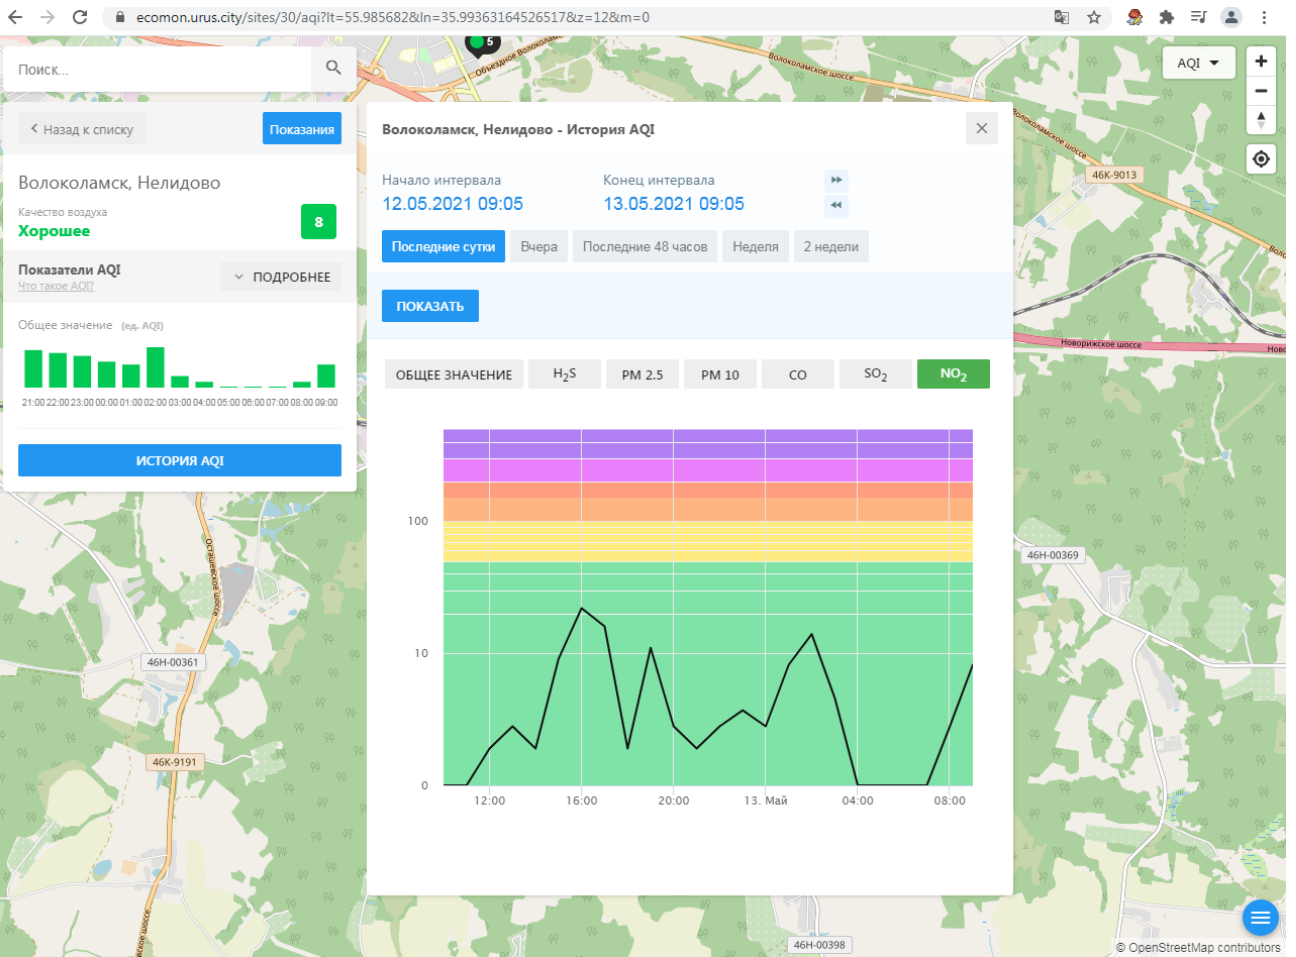 ecomon.urus.city/sites/30/aqi?lt=55.985682&ln=35.99363164526517&z=12&m=0
5
Объездное Волоколамск
Волоколамское шоссе
Поиск...
AQI
+
−
Назад к списку
Показания
Волоколамск, Нелидово - История AQI
Волоколамское шоссе
46К-9013
Волоколамск, Нелидово
Качество воздуха
Хорошее
8
Начало интервала
Конец интервала
12.05.2021 09:05
13.05.2021 09:05
Последние сутки
Вчера
Последние 48 часов
Неделя
2 недели
Показатели AQI
Что такое AQI?
ПОДРОБНЕЕ
ПОКАЗАТЬ
Общее значение (ед. AQI)
Новорижское шоссе
Ново
21:00 22:00 23:00 00:00 01:00 02:00 03:00 04:00 05:00 06:00 07:00 08:00 09:00
ОБЩЕЕ ЗНАЧЕНИЕ
H₂S
PM 2.5
PM 10
CO
SO₂
NO₂
ИСТОРИЯ AQI
100
10
0
12:00
16:00
20:00
13. Май
04:00
08:00
Осташевское шоссе
46Н-00369
46Н-00361
46К-9191
46Н-00398
© OpenStreetMap contributors